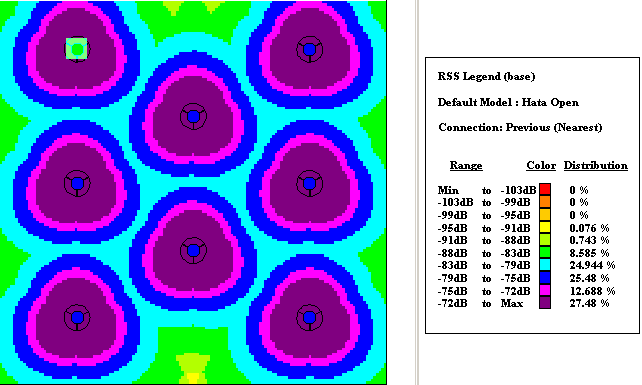 RSS Legend (base)
Default Model : Hata Open
Connection: Previous (Nearest)
Range Color Distribution
Min to -103dB 0 %
-103dB to -99dB 0 %
-99dB to -95dB 0 %
-95dB to -91dB 0.076 %
-91dB to -88dB 0.743 %
-88dB to -83dB 8.585 %
-83dB to -79dB 24.944 %
-79dB to -75dB 25.48 %
-75dB to -72dB 12.688 %
-72dB to Max 27.48 %